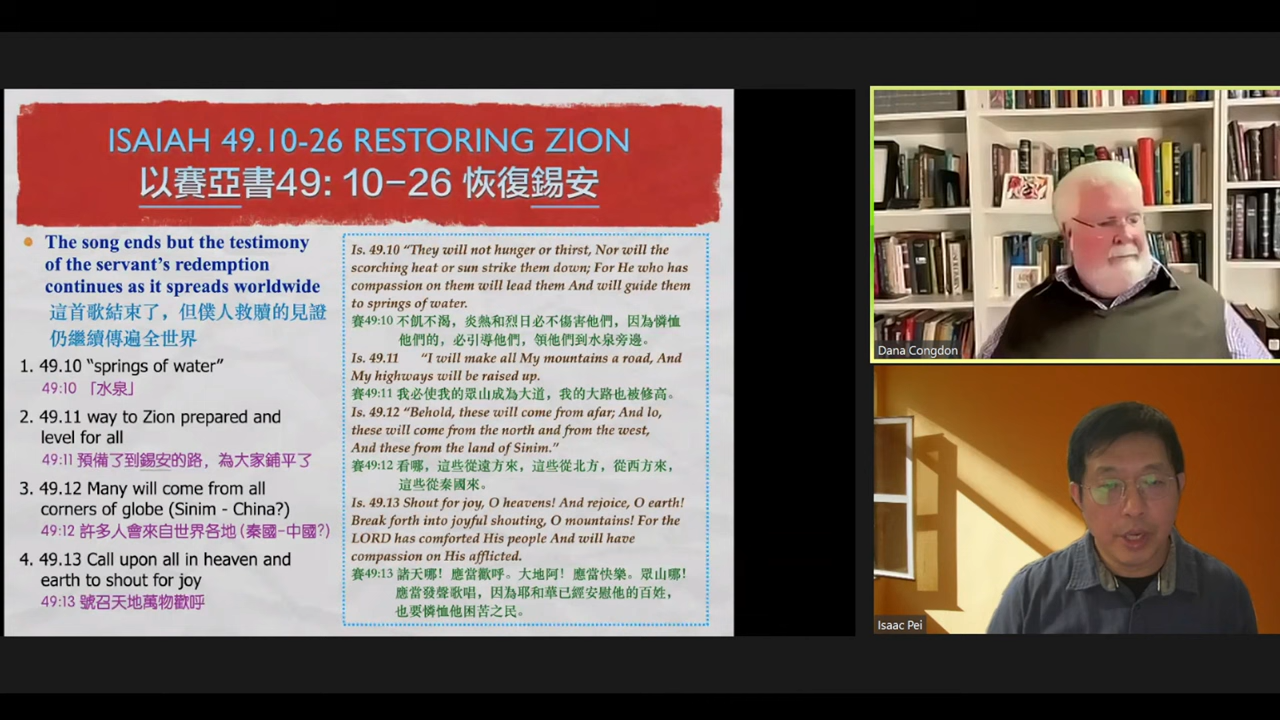 ISAIAH 49.10-26 RESTORING ZION
以賽亞書49: 10-26 恢復錫安
The song ends but the testimony
of the servant's redemption
continues as it spreads worldwide
這首歌結束了，但僕人救贖的見證
仍繼續傳遍全世界
1. 49.10 “springs of water”
49:10 「水泉」
2. 49.11 way to Zion prepared and
level for all
49:11 預備了到錫安的路，為大家鋪平了
3. 49.12 Many will come from all
corners of globe (Sinim - China?)
49:12 許多人會來自世界各地(秦國-中國?)
4. 49.13 Call upon all in heaven and
earth to shout for joy
49:13 號召天地萬物歡呼
Is. 49.10 “They will not hunger or thirst, Nor will the
scorching heat or sun strike them down; For He who has
compassion on them will lead them And will guide them
to springs of water.
賽49:10 不飢不渴，炎熱和烈日必不傷害他們，因為憐恤
他們的，必引導他們，領他們到水泉旁邊。
Is. 49.11 “I will make all My mountains a road, And
My highways will be raised up.
賽49:11 我必使我的眾山成為大道，我的大路也被修高。
Is. 49.12 “Behold, these will come from afar; And lo,
these will come from the north and from the west,
And these from the land of Sinim.”
賽49:12 看哪，這些從遠方來，這些從北方，從西方來，
這些從秦國來。
Is. 49.13 Shout for joy, O heavens! And rejoice, O earth!
Break forth into joyful shouting, O mountains! For the
LORD has comforted His people And will have
compassion on His afflicted.
賽49:13 諸天哪！應當歡呼。大地阿！應當快樂。眾山哪！
應當發聲歌唱，因為耶和華已經安慰他的百姓，
也要憐恤他困苦之民。
Dana Congdon
Isaac Pei